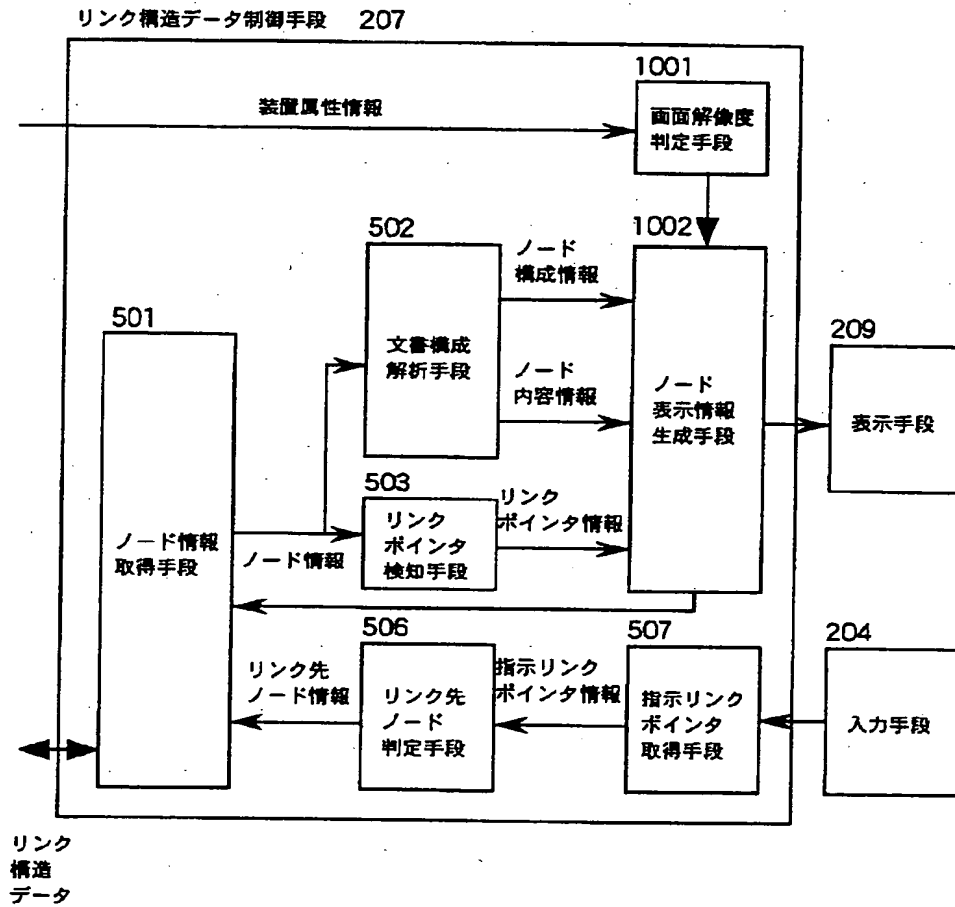 リンク構造データ制御手段 207
1001
装置属性情報
画面解像度
判定手段
502
1002
ノード
構成情報
501
文書構成
解析手段
209
ノード
内容情報
ノード
表示情報
生成手段
表示手段
503
リンク
ポインタ情報
リンク
ポインタ
検知手段
ノード情報
取得手段
ノード情報
506
507
204
リンク先
ノード情報
指示リンク
ポインタ情報
リンク先
ノード
判定手段
指示リンク
ポインタ
取得手段
入力手段
リンク
構造
データ